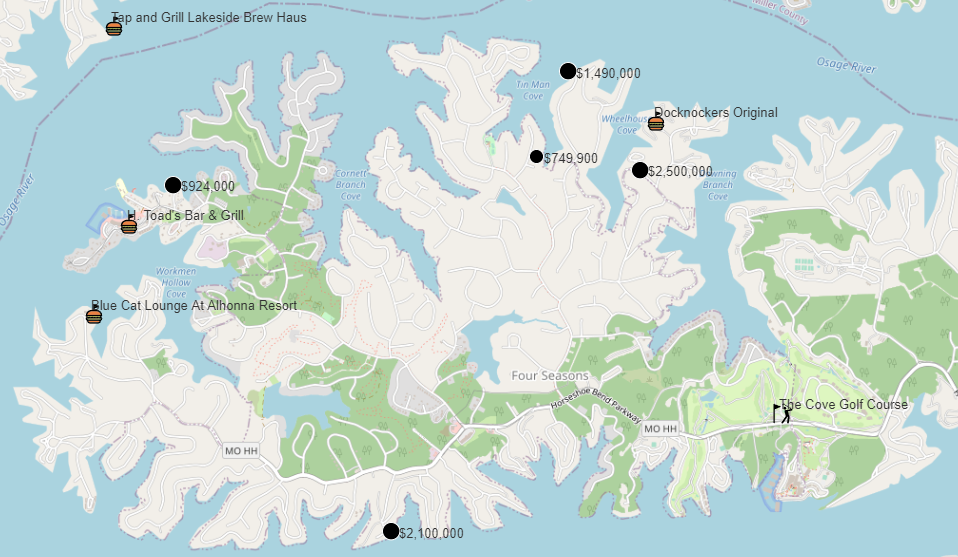 Tap and Grill Lakeside Brew Haus
Miller County
Osage River
$1,490,000
Tin Man
Cove
Docknockers Original
Wheelhouse
Cove
$749,900
$2,500,000
Cornett
Branch
Cove
Branch
Cove
$924,000
Osage River
H. Toad's Bar & Grill
Workmen
Hollow
Cove
Blue Cat Lounge At Alhonna Resort
Four Seasons
Horseshoe Bend Parkway
The Cove Golf Course
MO HH
MO HH
$2,100,000